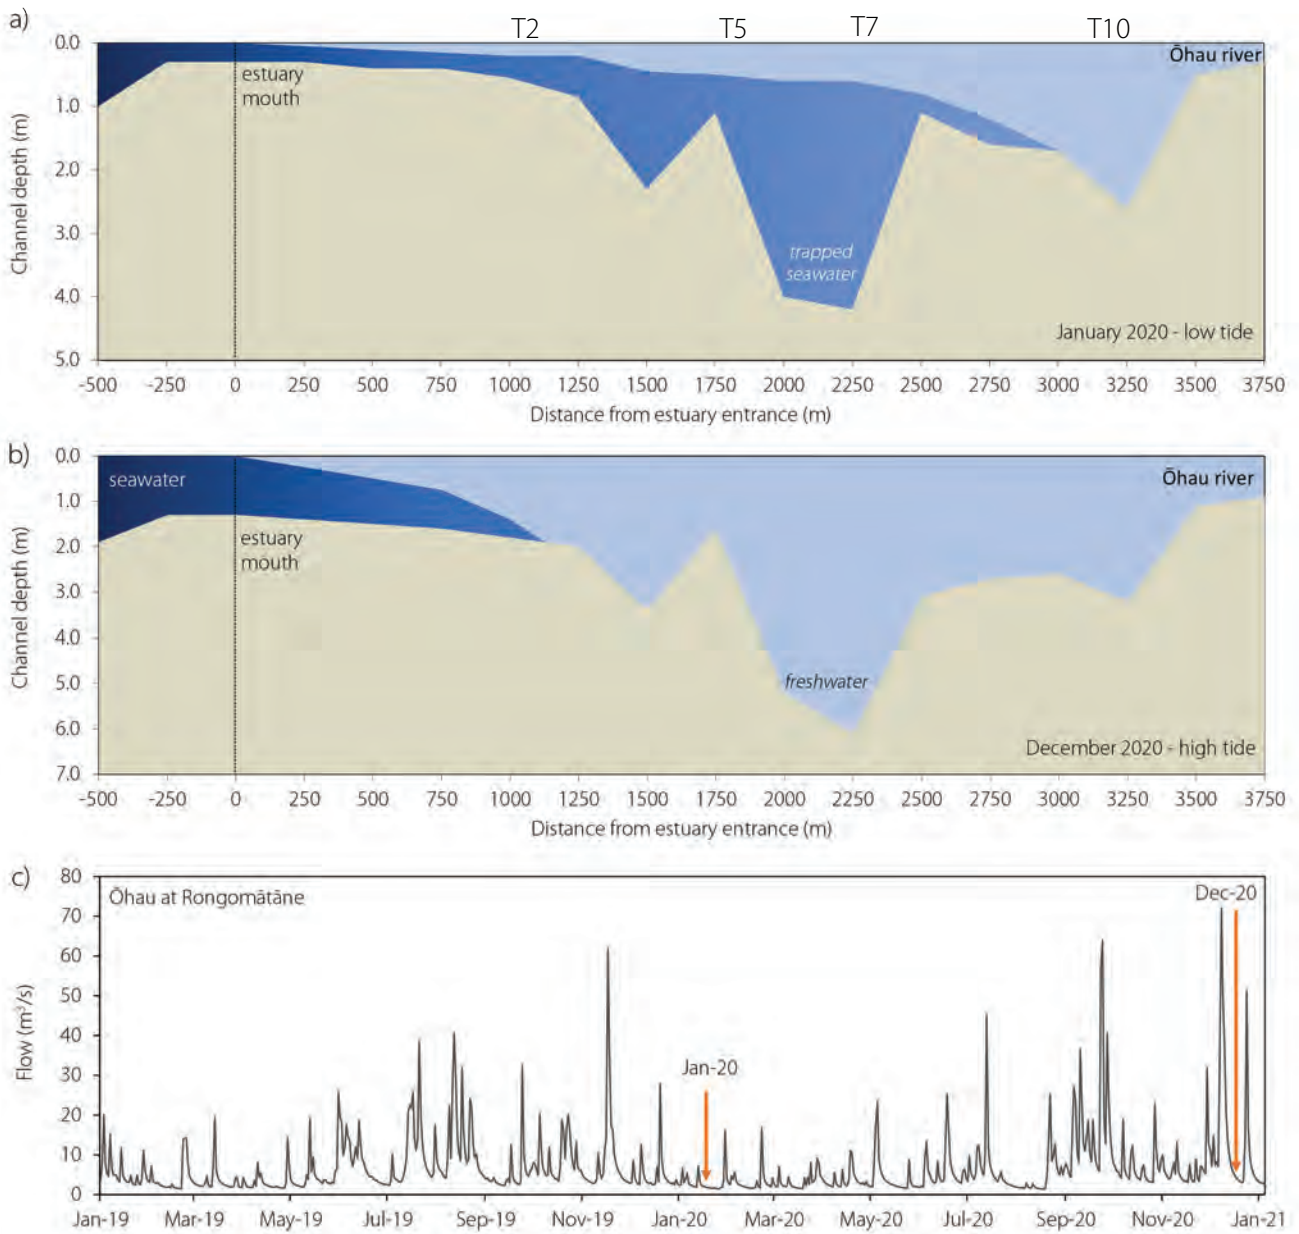 a)
T2 T5 T7 T10
0.0
1.0
2.0
3.0
4.0
5.0
Channel depth (m)
Ōhau river
estuary
mouth
trapped
seawater
January 2020 - low tide
-500 -250 0 250 500 750 1000 1250 1500 1750 2000 2250 2500 2750 3000 3250 3500 3750
Distance from estuary entrance (m)
b)
0.0
1.0
2.0
3.0
4.0
5.0
6.0
7.0
Channel depth (m)
seawater
Ōhau river
estuary
mouth
freshwater
December 2020 - high tide
-500 -250 0 250 500 750 1000 1250 1500 1750 2000 2250 2500 2750 3000 3250 3500 3750
Distance from estuary entrance (m)
c)
80
70
60
50
40
30
20
10
0
Flow (m³/s)
Ōhau at Rongomātāne
Dec-20
Jan-20
Jan-19 Mar-19 May-19 Jul-19 Sep-19 Nov-19 Jan-20 Mar-20 May-20 Jul-20 Sep-20 Nov-20 Jan-21